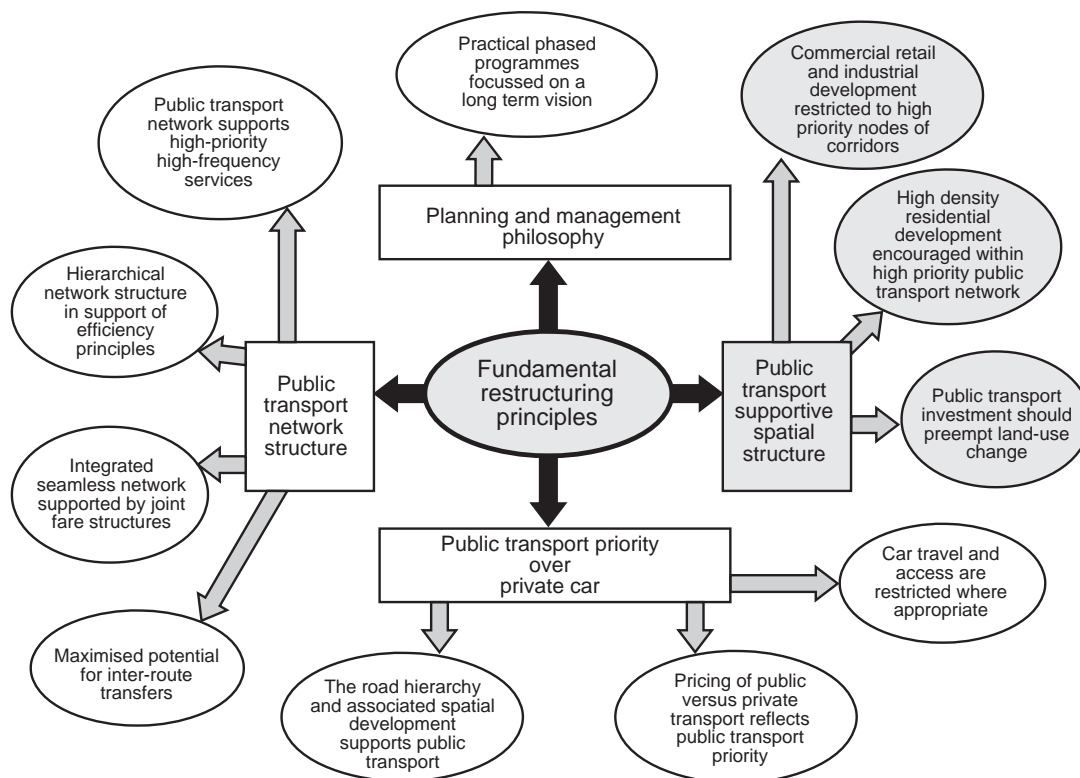 Practical phased
programmes
focussed on a
long term vision
Commercial retail
and industrial
development
restricted to high
priority nodes of
corridors
Public transport
network supports
high-priority
high-frequency
services
Planning and management
philosophy
High density
residential
development
encouraged within
high priority public
transport network
Hierarchical
network structure
in support of
efficiency
principles
Fundamental
restructuring
principles
Public
transport
network
structure
Public
transport
supportive
spatial
structure
Public transport
investment should
preempt land-use
change
Integrated
seamless network
supported by joint
fare structures
Public transport priority
over
private car
Car travel and
access are
restricted where
appropriate
Maximised potential
for inter-route
transfers
The road hierarchy
and associated spatial
development
supports public
transport
Pricing of public
versus private
transport reflects
public transport
priority